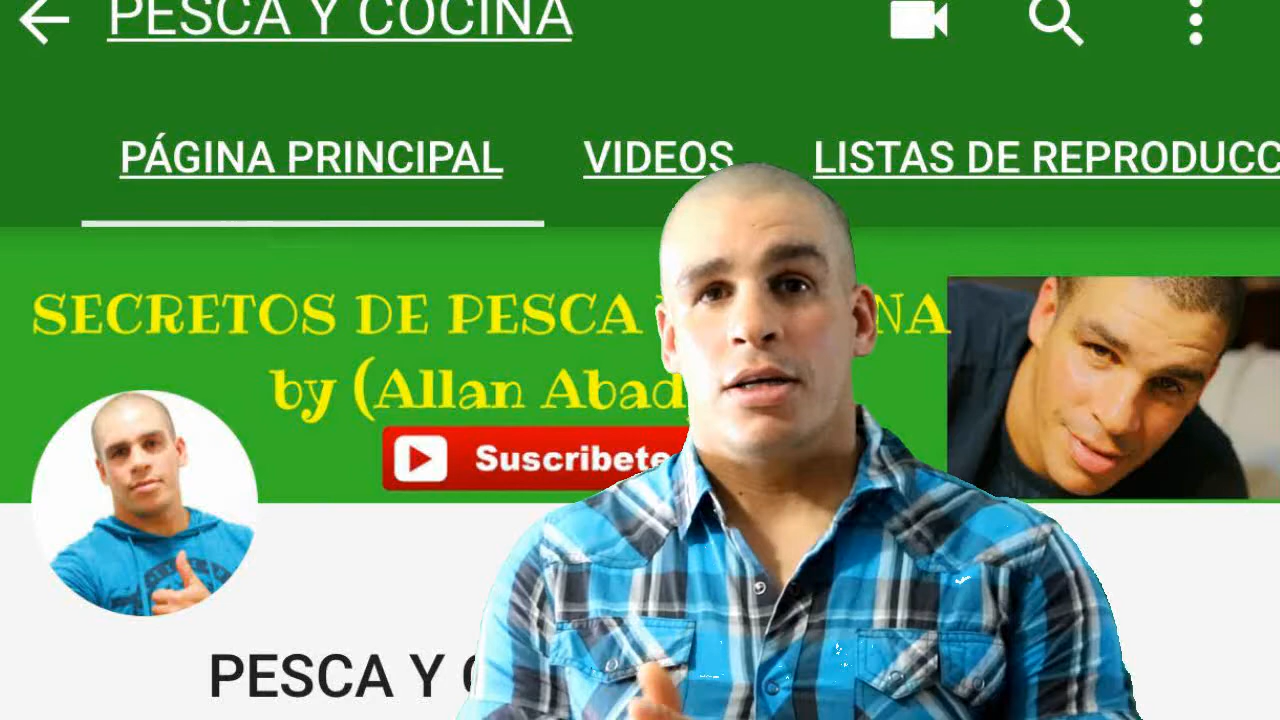 PESCA Y COCINA
PÁGINA PRINCIPAL VIDEOS LISTAS DE REPRODUCC
SECRETOS DE PESCA NA
by (Allan Abad
Suscribete
PESCA Y